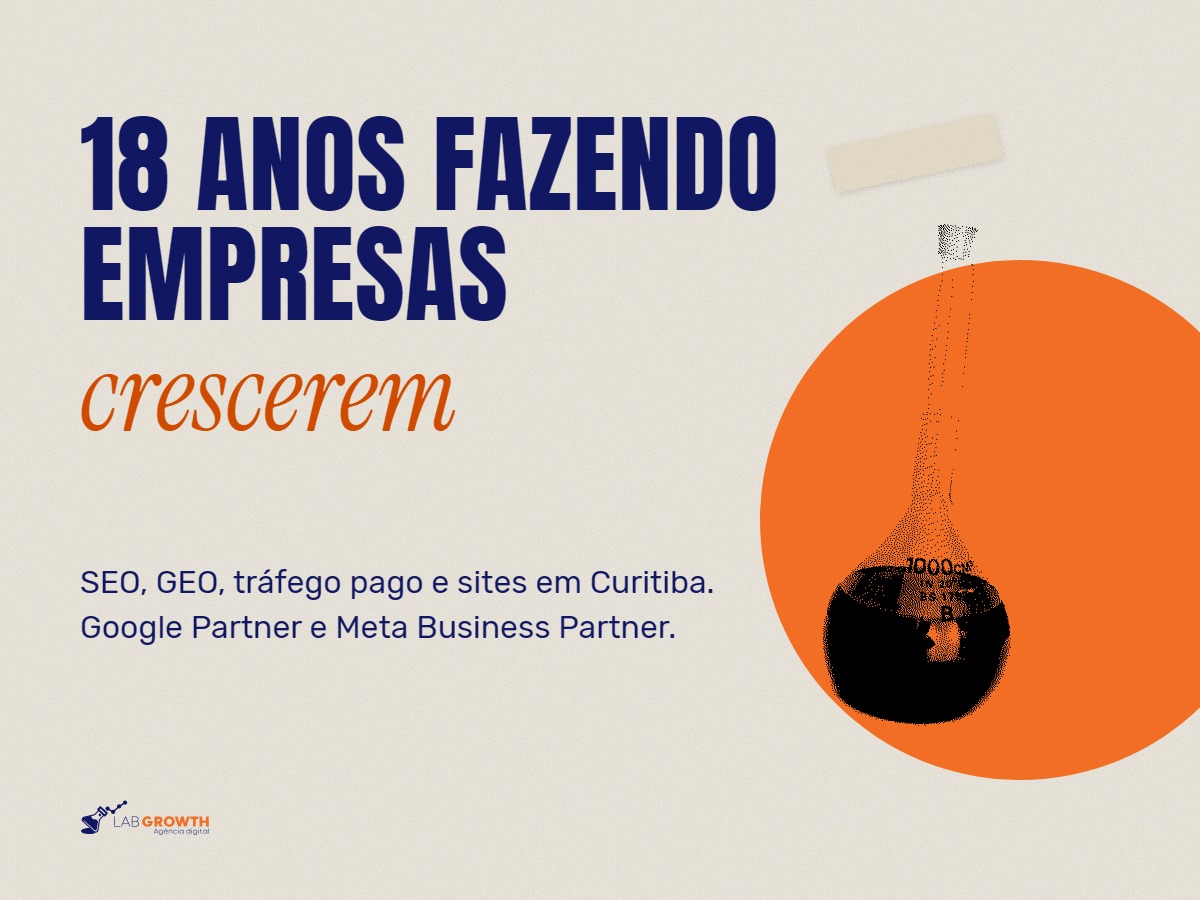 18 ANOS FAZENDO
EMPRESAS
crescerem
SEO, GEO, tráfego pago e sites em Curitiba.
Google Partner e Meta Business Partner.
1000
B
LAB GROWTH
Agência digital